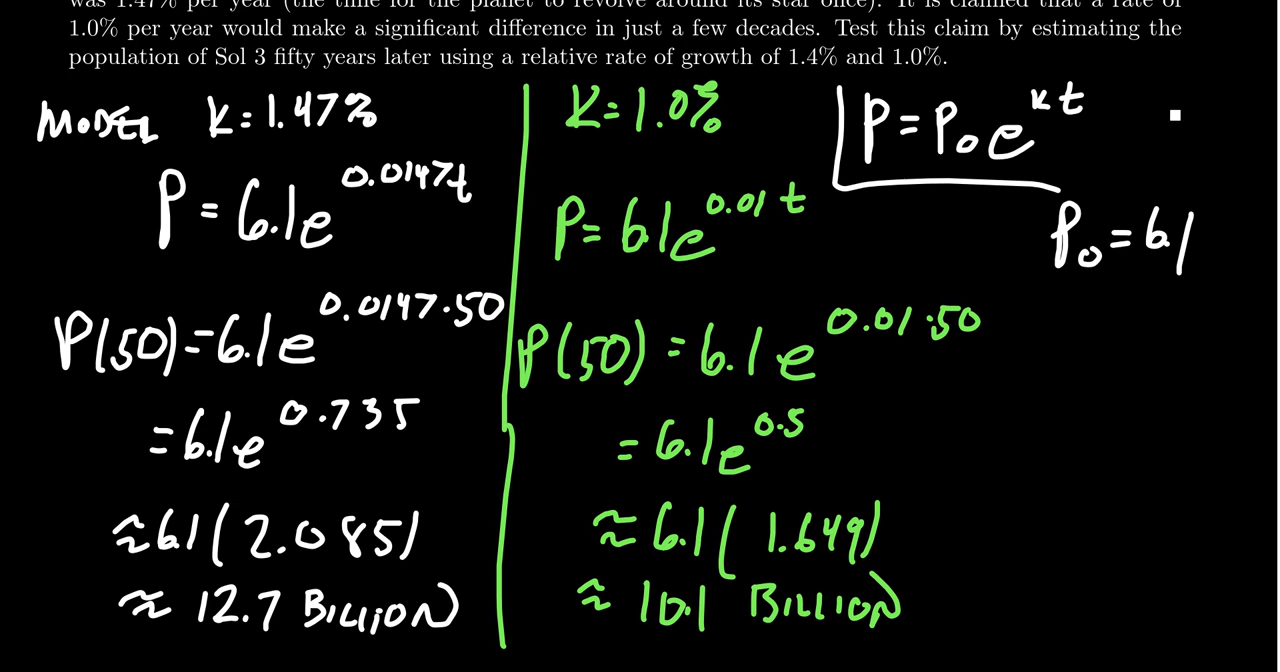 was 1.47% per year (the time for the planet to revolve around its star once). It is claimed that a rate of
1.0% per year would make a significant difference in just a few decades. Test this claim by estimating the
population of Sol 3 fifty years later using a relative rate of growth of 1.4% and 1.0%.
MODEL K=1.47%
P=6.1e^0.0147t
P(50)=6.1e^0.0147·50
=6.1e^0.735
≈6.1(2.085)
≈ 12.7 BILLION
K=1.0%
P=6.1e^0.01t
P(50)=6.1e^0.01·50
=6.1e^0.5
≈6.1(1.649)
≈ 10.1 BILLION
P=P₀e^kt
P₀=6.1